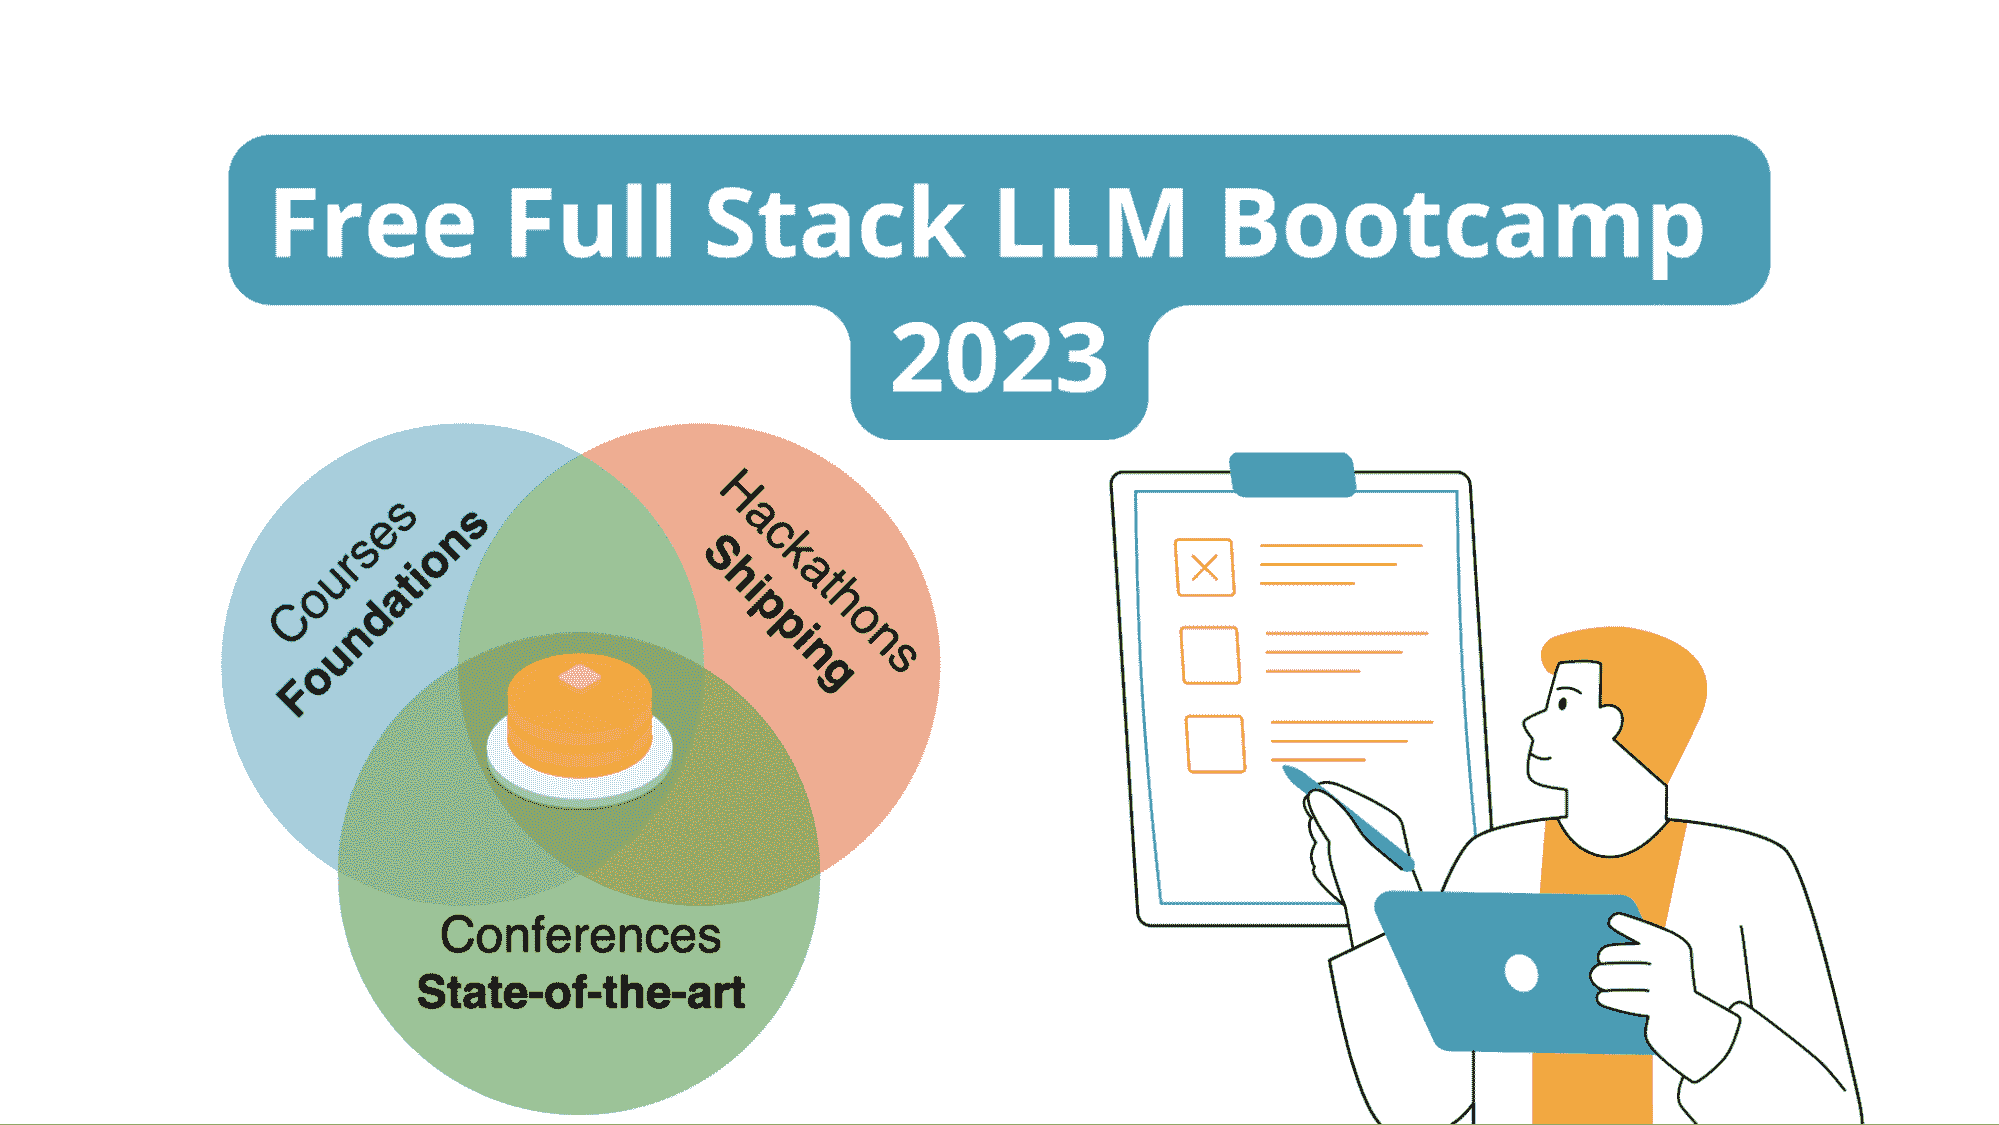 Free Full Stack LLM Bootcamp
2023
Courses
Foundations
Hackathons
Shipping
Conferences
State-of-the-art